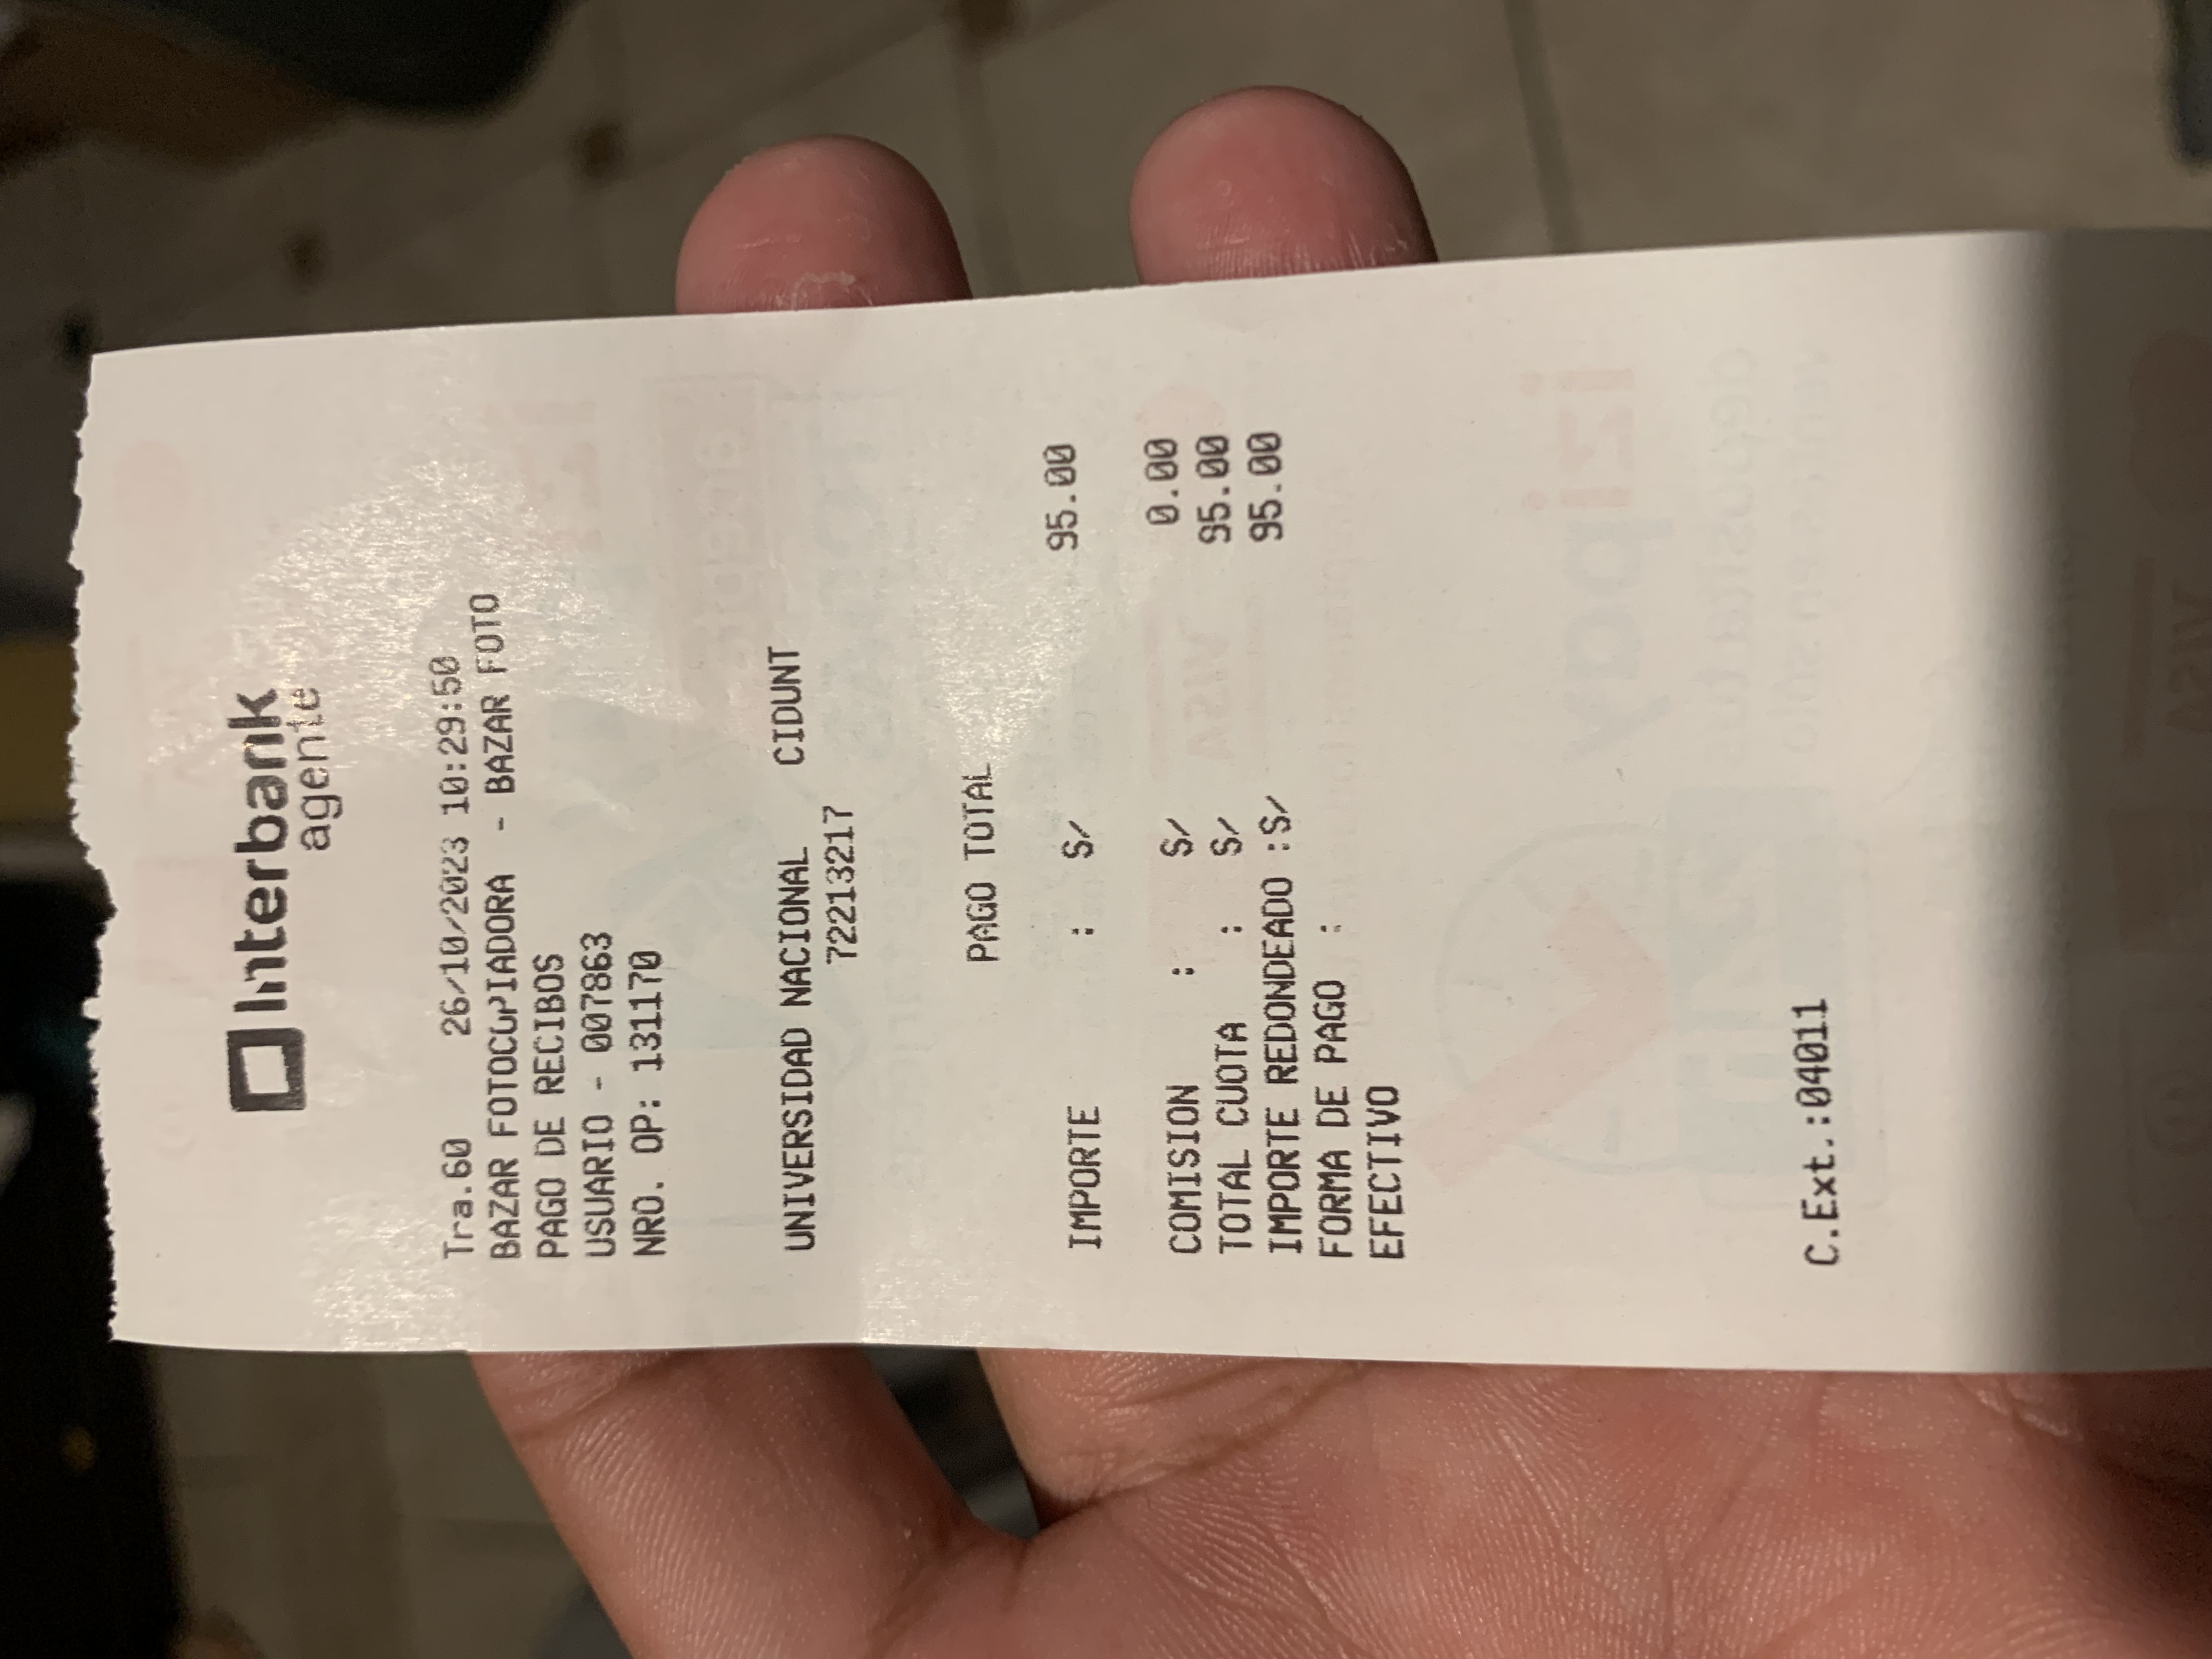 Interbank
agente
Tra.60 26/10/2023 10:29:50
BAZAR FOTOCOPIADORA - BAZAR FOTO
PAGO DE RECIBOS
USUARIO - 007863
NRO. OP: 131170
UNIVERSIDAD NACIONAL CIDUNT
72213217
PAGO TOTAL
IMPORTE : S/ 95.00
COMISION : S/ 0.00
TOTAL CUOTA : S/ 95.00
IMPORTE REDONDEADO :S/ 95.00
FORMA DE PAGO :
EFECTIVO
C.Ext.:04011